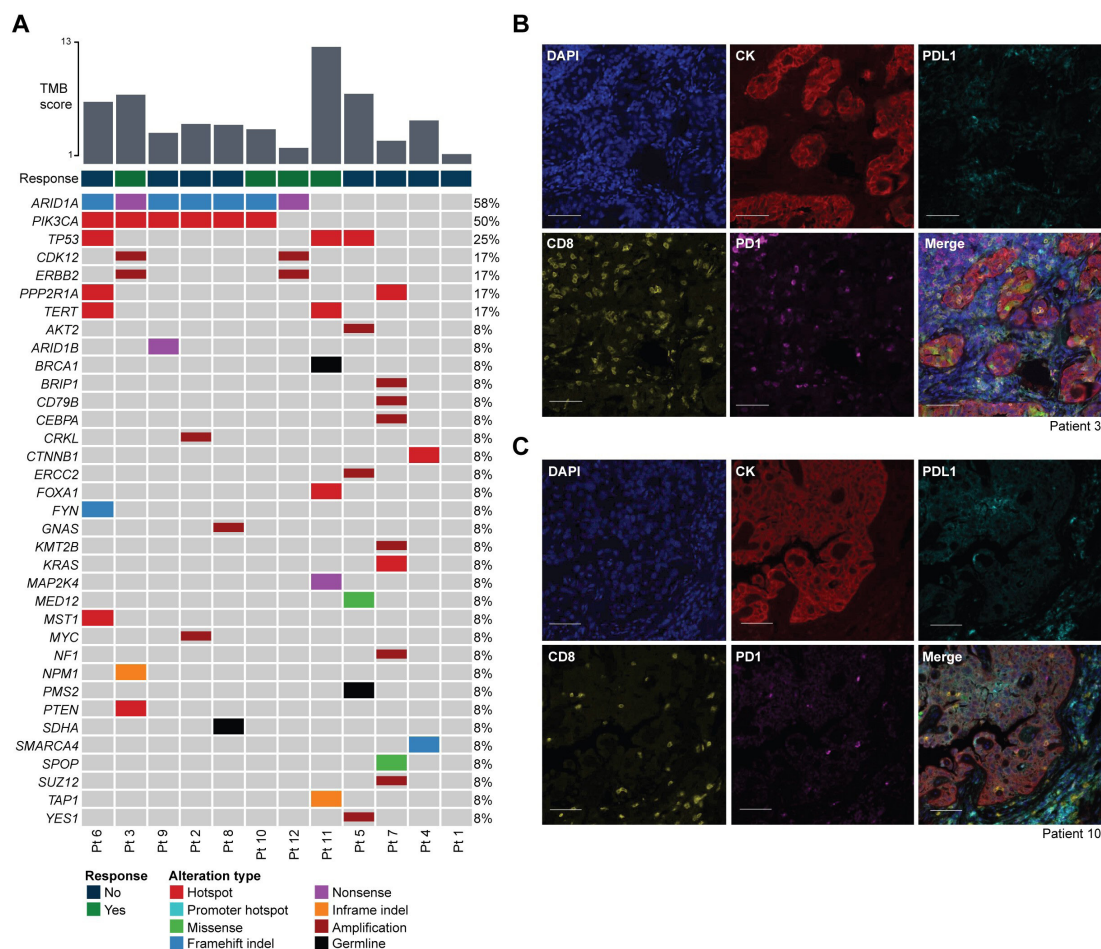 A
13
TMB
score
1
Response
ARID1A 58%
PIK3CA 50%
TP53 25%
CDK12 17%
ERBB2 17%
PPP2R1A 17%
TERT 17%
AKT2 8%
ARID1B 8%
BRCA1 8%
BRIP1 8%
CD79B 8%
CEBPA 8%
CRKL 8%
CTNNB1 8%
ERCC2 8%
FOXA1 8%
FYN 8%
GNAS 8%
KMT2B 8%
KRAS 8%
MAP2K4 8%
MED12 8%
MST1 8%
MYC 8%
NF1 8%
NPM1 8%
PMS2 8%
PTEN 8%
SDHA 8%
SMARCA4 8%
SPOP 8%
SUZ12 8%
TAP1 8%
YES1 8%
Pt 6 Pt 3 Pt 9 Pt 2 Pt 8 Pt 10 Pt 12 Pt 11 Pt 5 Pt 7 Pt 4 Pt 1
Response
No
Yes
Alteration type
Hotspot
Promoter hotspot
Missense
Framehift indel
Nonsense
Inframe indel
Amplification
Germline
B
DAPI CK PDL1
CD8 PD1 Merge
Patient 3
C
DAPI CK PDL1
CD8 PD1 Merge
Patient 10